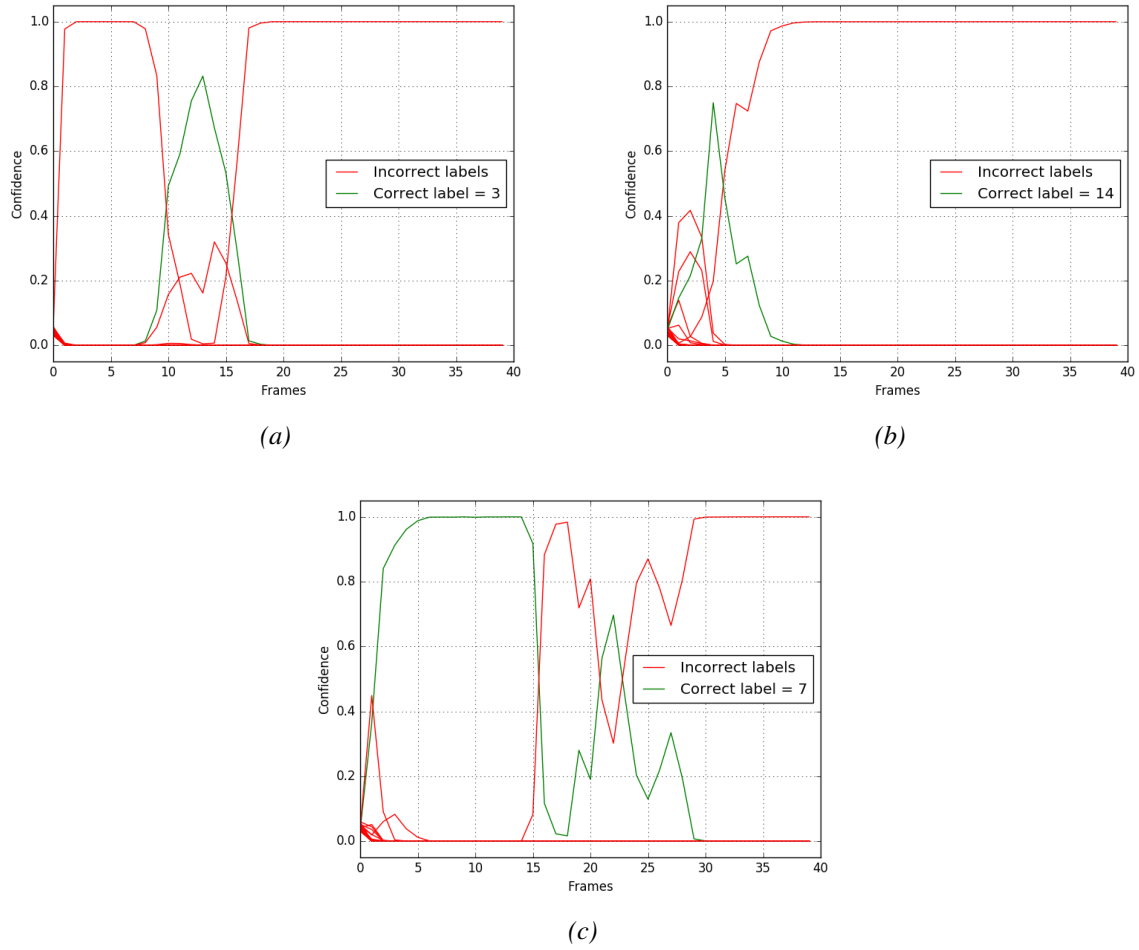 1.0
0.8
0.6
0.4
0.2
0.0
Confidence
0 5 10 15 20 25 30 35 40
Frames
Incorrect labels
Correct label = 3
(a)
1.0
0.8
0.6
0.4
0.2
0.0
Confidence
0 5 10 15 20 25 30 35 40
Frames
Incorrect labels
Correct label = 14
(b)
1.0
0.8
0.6
0.4
0.2
0.0
Confidence
0 5 10 15 20 25 30 35 40
Frames
Incorrect labels
Correct label = 7
(c)